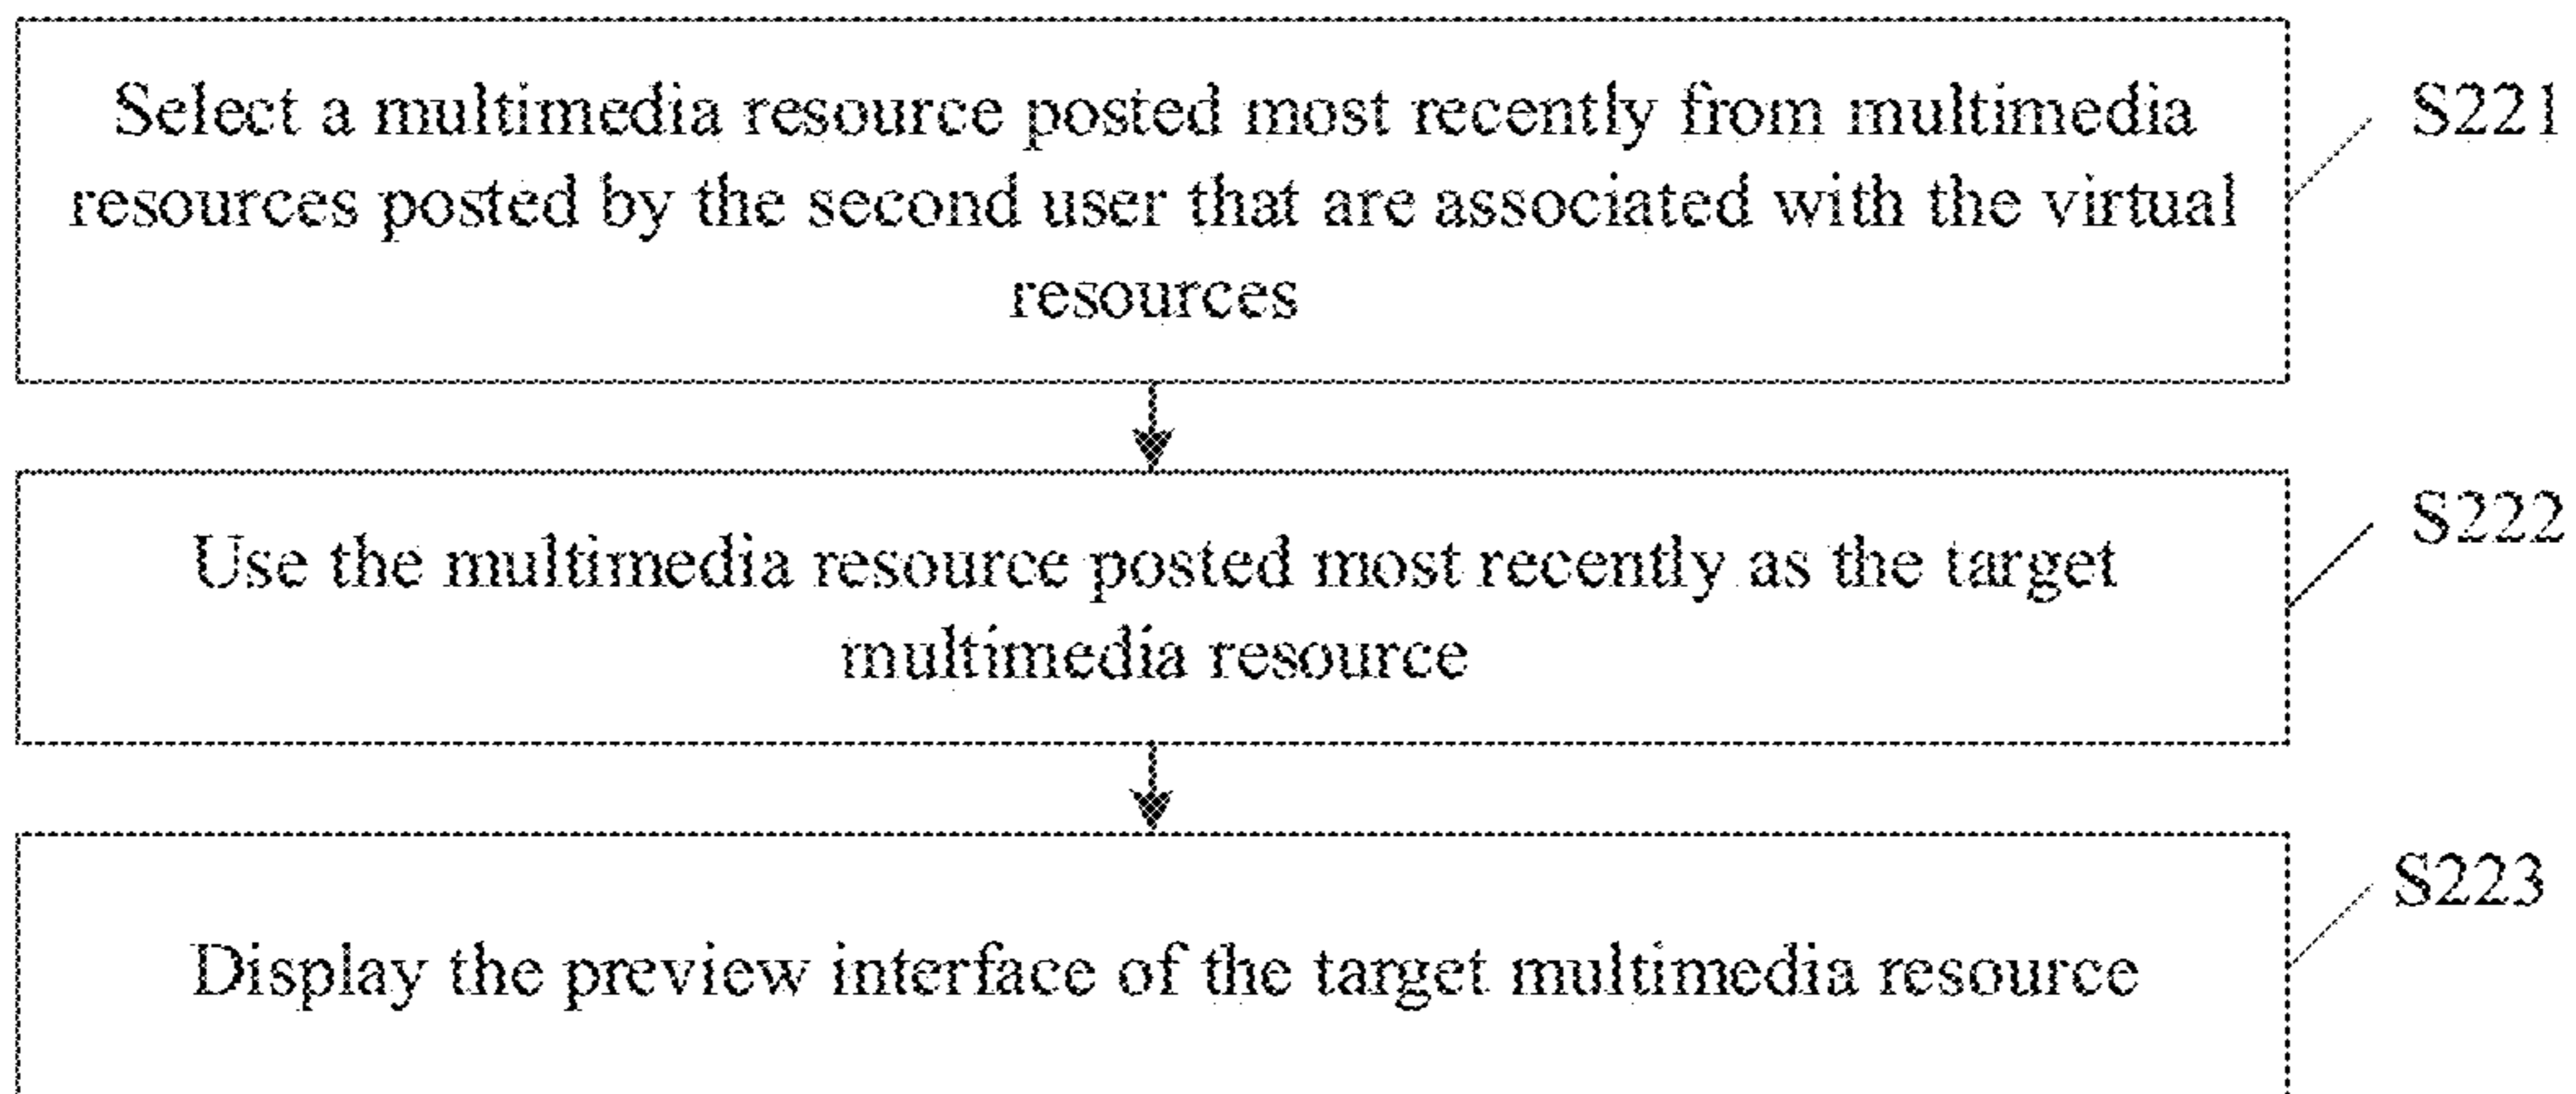 Select a multimedia resource posted most recently from multimedia
resources posted by the second user that are associated with the virtual
resources
S221
Use the multimedia resource posted most recently as the target
multimedia resource
S222
Display the preview interface of the target multimedia resource
S223